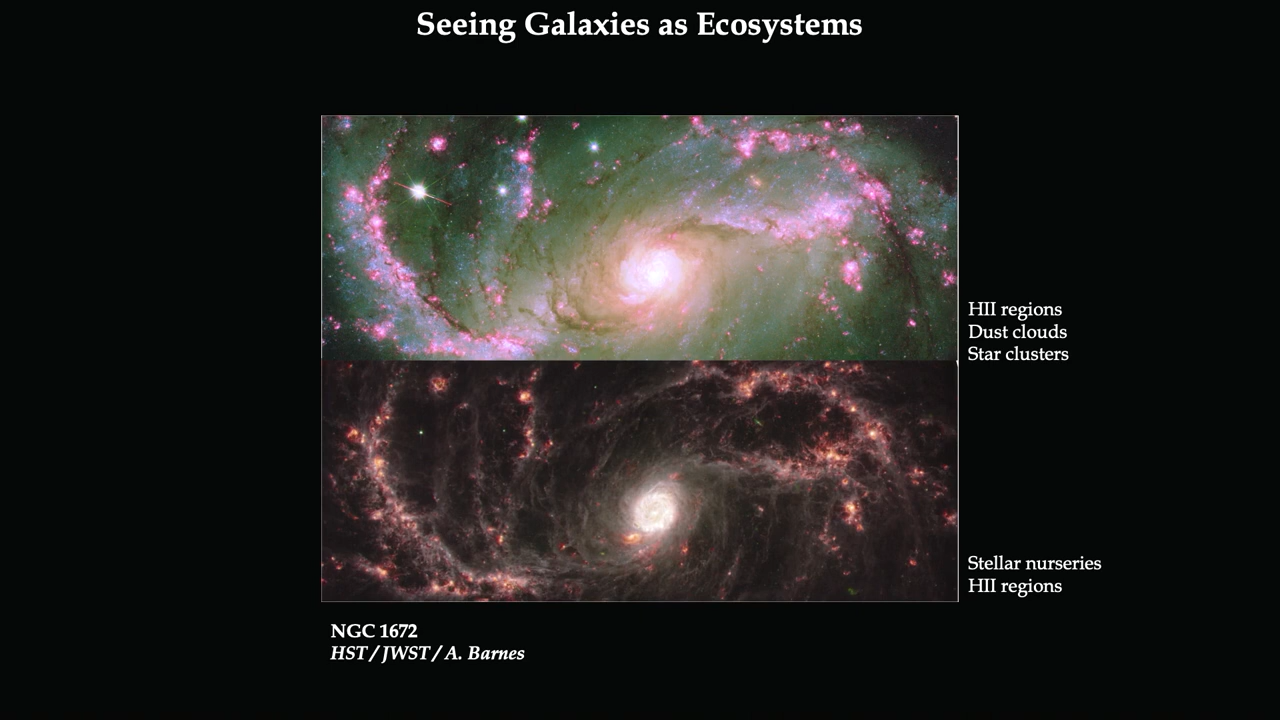 Seeing Galaxies as Ecosystems
HII regions
Dust clouds
Star clusters
Stellar nurseries
HII regions
NGC 1672
HST / JWST / A. Barnes